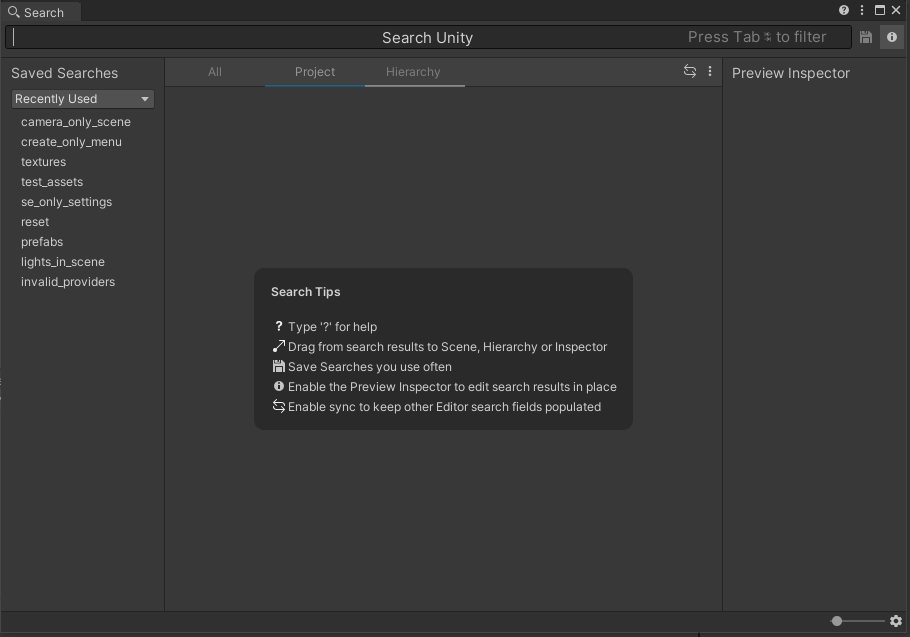 Search
Search Unity
Press Tab to filter
Saved Searches
Recently Used
camera_only_scene
create_only_menu
textures
test_assets
se_only_settings
reset
prefabs
lights_in_scene
invalid_providers
All
Project
Hierarchy
Preview Inspector
Search Tips
? Type '?' for help
Drag from search results to Scene, Hierarchy or Inspector
Save Searches you use often
Enable the Preview Inspector to edit search results in place
Enable sync to keep other Editor search fields populated